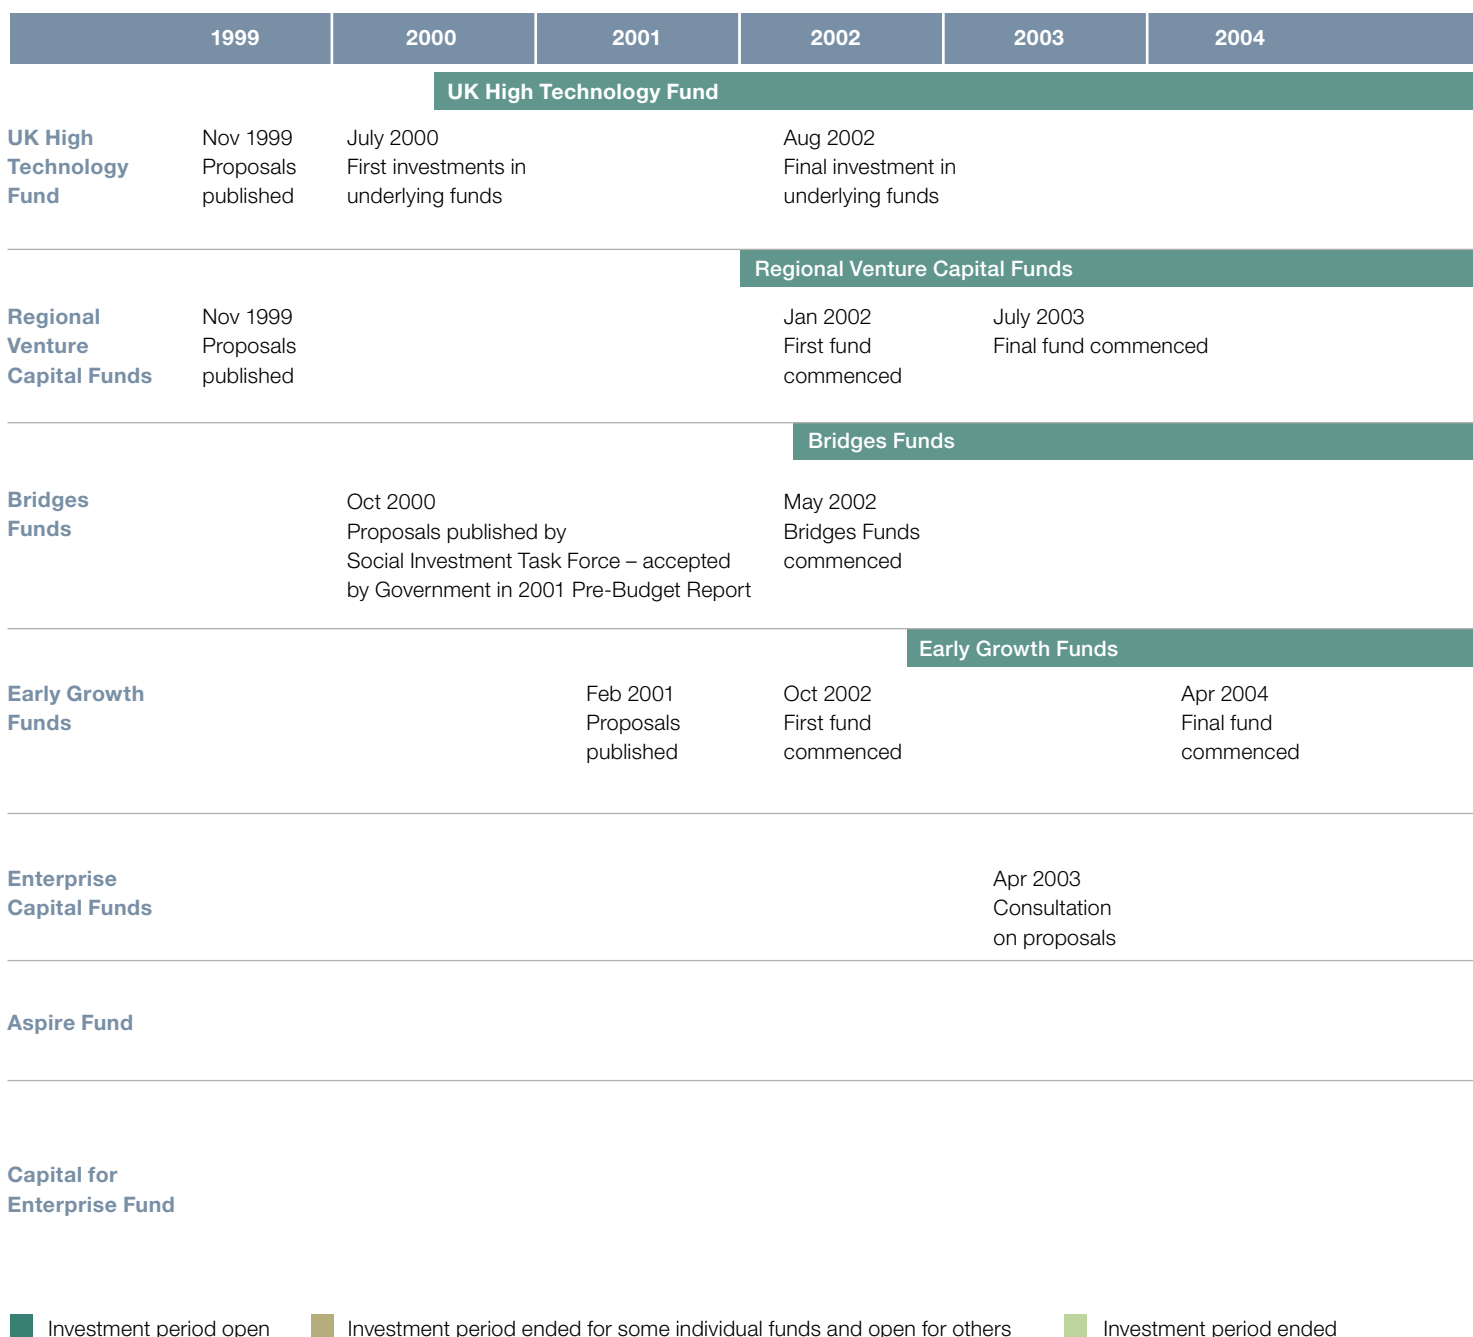 1999 2000 2001 2002 2003 2004
UK High Technology Fund
UK High
Technology
Fund
Nov 1999
Proposals
published
July 2000
First investments in
underlying funds
Aug 2002
Final investment in
underlying funds
Regional Venture Capital Funds
Regional
Venture
Capital Funds
Nov 1999
Proposals
published
Jan 2002
First fund
commenced
July 2003
Final fund commenced
Bridges Funds
Bridges
Funds
Oct 2000
Proposals published by
Social Investment Task Force – accepted
by Government in 2001 Pre-Budget Report
May 2002
Bridges Funds
commenced
Early Growth Funds
Early Growth
Funds
Feb 2001
Proposals
published
Oct 2002
First fund
commenced
Apr 2004
Final fund
commenced
Enterprise
Capital Funds
Apr 2003
Consultation
on proposals
Aspire Fund
Capital for
Enterprise Fund
Investment period open
Investment period ended for some individual funds and open for others
Investment period ended